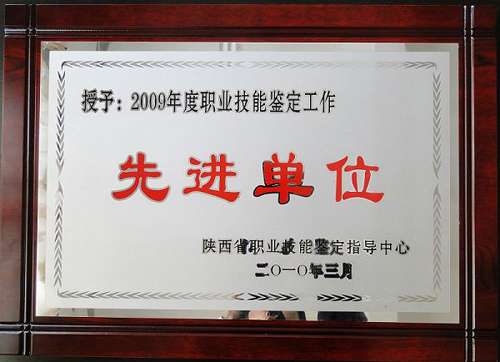 授予：2009年度职业技能鉴定工作
先进单位
陕西省职业技能鉴定指导中心
二〇一〇年三月